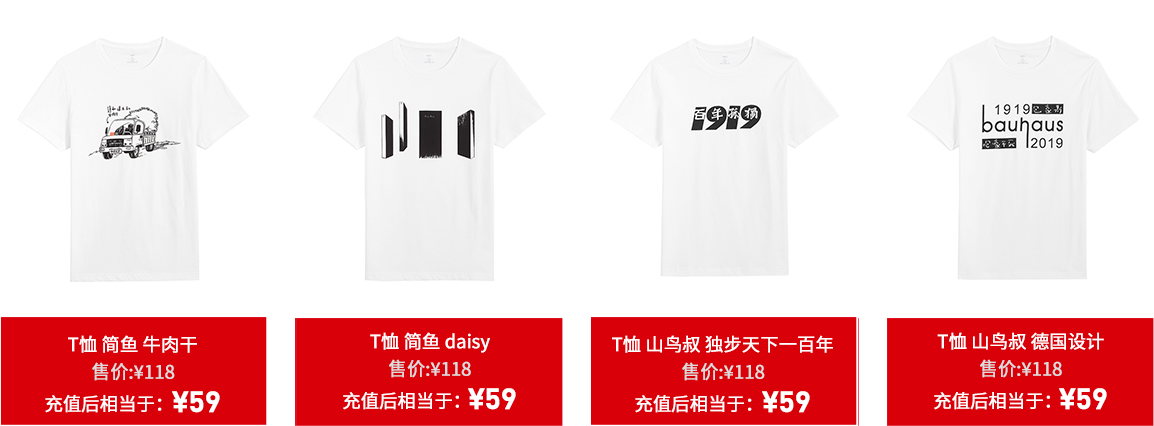 1919
百年
1919
bauhaus
2019
T恤 简鱼 牛肉干
售价:¥118
充值后相当于：¥59
T恤 简鱼 daisy
售价:¥118
充值后相当于：¥59
T恤 山鸟叔 独步天下一百年
售价:¥118
充值后相当于：¥59
T恤 山鸟叔 德国设计
售价:¥118
充值后相当于：¥59